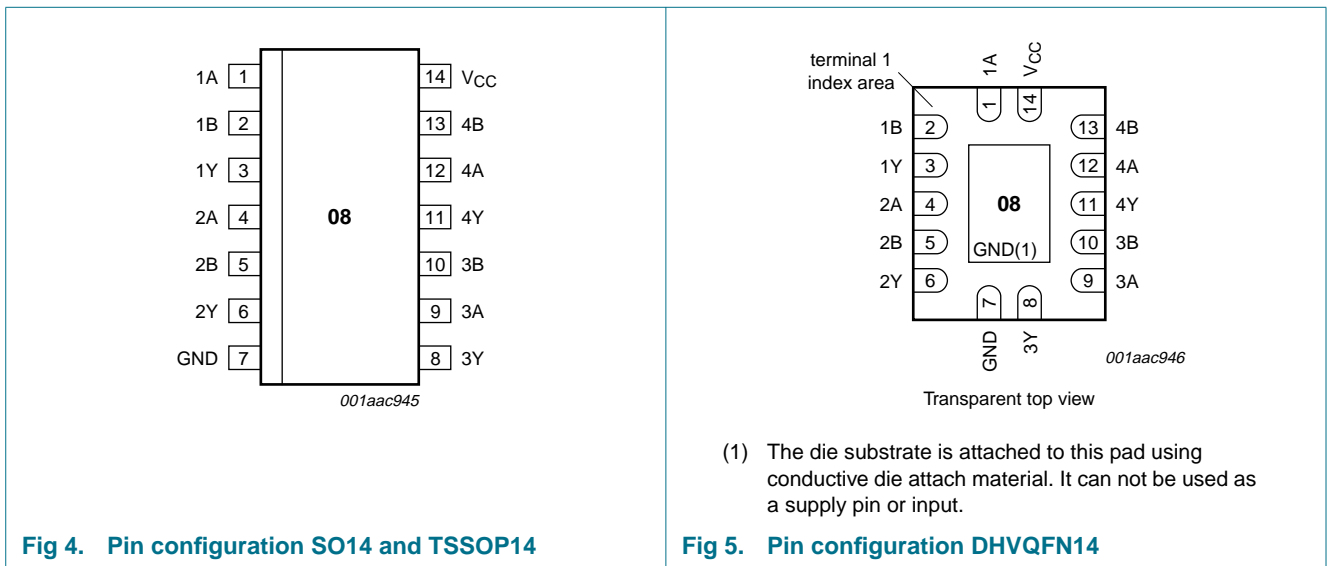 1A 1 14 VCC
1B 2 13 4B
1Y 3 12 4A
2A 4 08 11 4Y
2B 5 10 3B
2Y 6 9 3A
GND 7 8 3Y
001aac945
Fig 4. Pin configuration SO14 and TSSOP14
terminal 1
index area
1A VCC
1 14
1B 2 13 4B
1Y 3 12 4A
2A 4 08 11 4Y
2B 5 10 3B
GND(1)
2Y 6 9 3A
7 8
GND 3Y
001aac946
Transparent top view
(1) The die substrate is attached to this pad using
conductive die attach material. It can not be used as
a supply pin or input.
Fig 5. Pin configuration DHVQFN14